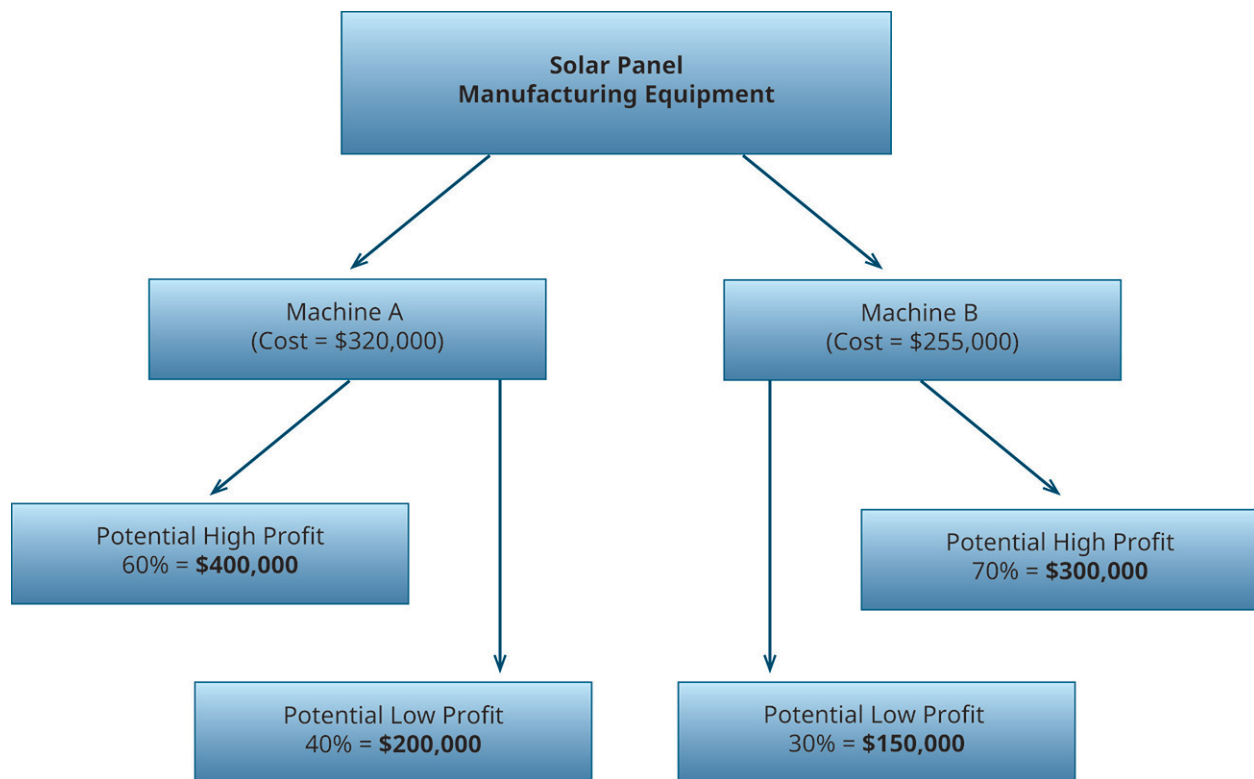 Solar Panel
Manufacturing Equipment
Machine A
(Cost = $320,000)
Machine B
(Cost = $255,000)
Potential High Profit
60% = $400,000
Potential High Profit
70% = $300,000
Potential Low Profit
40% = $200,000
Potential Low Profit
30% = $150,000